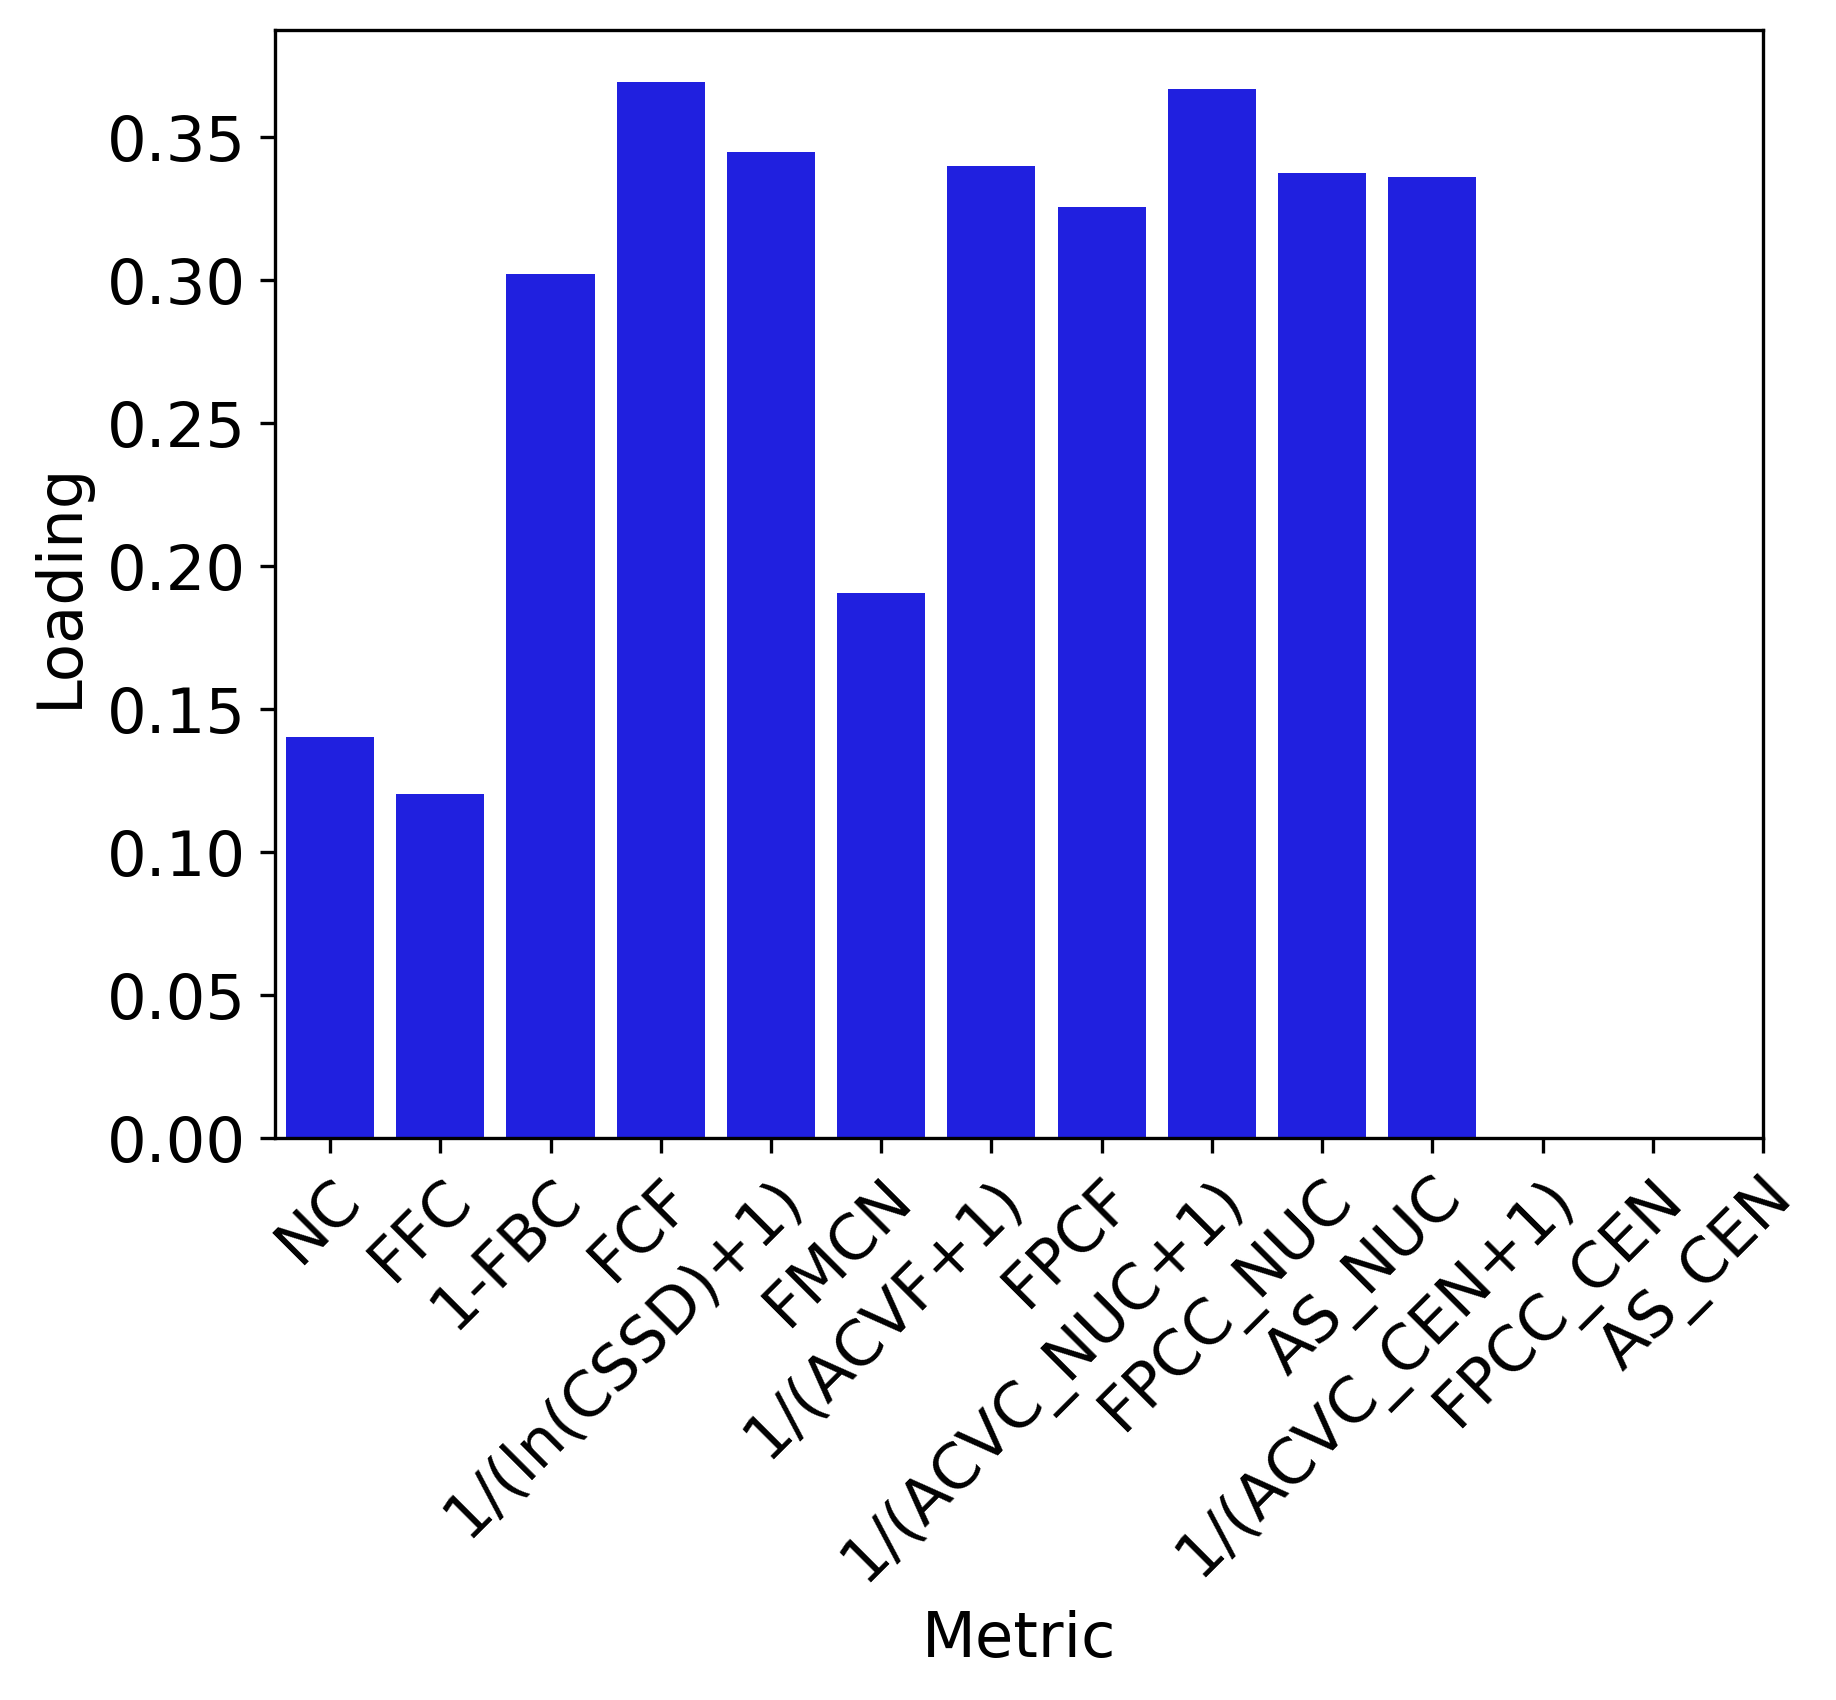 0.35
0.30
0.25
0.20
0.15
0.10
0.05
0.00
Loading
NC
FFC
1-FBC
FCF
1/(ln(CSSD)+1)
FMCN
1/(ACVF+1)
FPCF
1/(ACVC_NUC+1)
FPCC_NUC
AS_NUC
1/(ACVC_CEN+1)
FPCC_CEN
AS_CEN
Metric